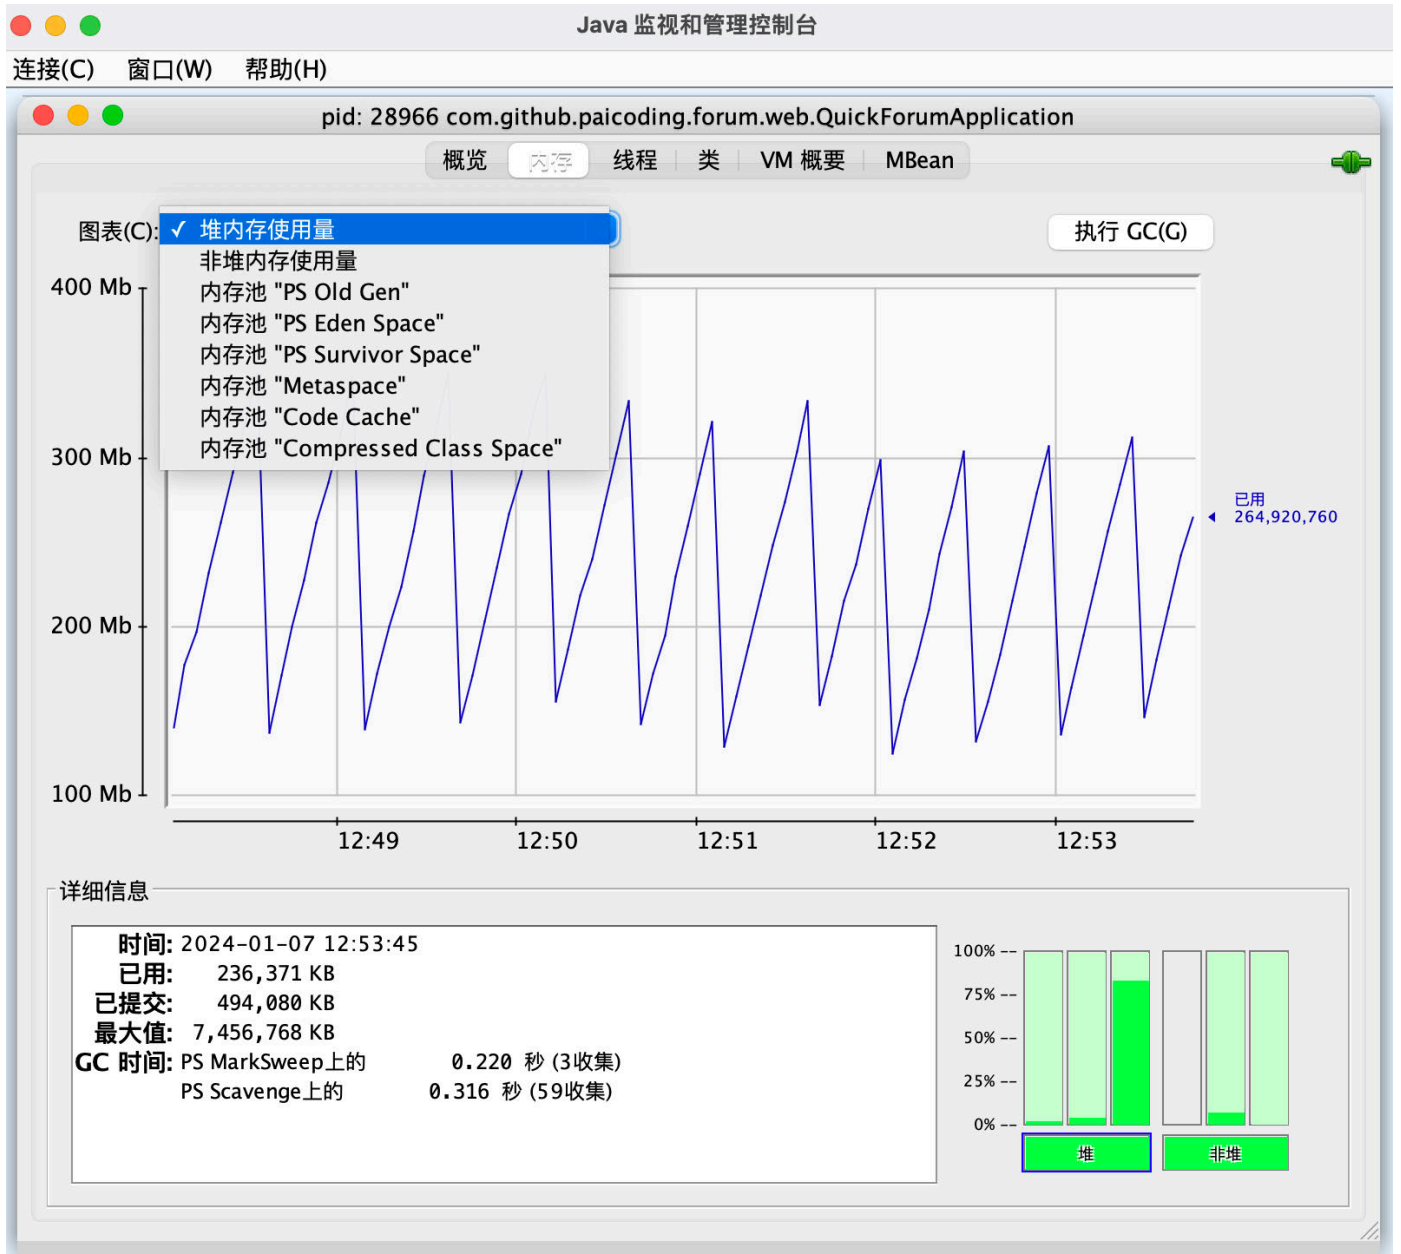 Java 监视和管理控制台
连接(C) 窗口(W) 帮助(H)
pid: 28966 com.github.paicoding.forum.web.QuickForumApplication
概览 内存 线程 类 VM 概要 MBean
图表(C): ✓ 堆内存使用量 执行 GC(G)
非堆内存使用量
内存池 "PS Old Gen"
内存池 "PS Eden Space"
内存池 "PS Survivor Space"
内存池 "Metaspace"
内存池 "Code Cache"
内存池 "Compressed Class Space"
400 Mb
300 Mb
200 Mb
100 Mb
已用
264,920,760
12:49 12:50 12:51 12:52 12:53
详细信息
时间: 2024-01-07 12:53:45
已用: 236,371 KB
已提交: 494,080 KB
最大值: 7,456,768 KB
GC 时间: PS MarkSweep上的 0.220 秒 (3收集)
PS Scavenge上的 0.316 秒 (59收集)
100% --
75% --
50% --
25% --
0% --
堆 非堆